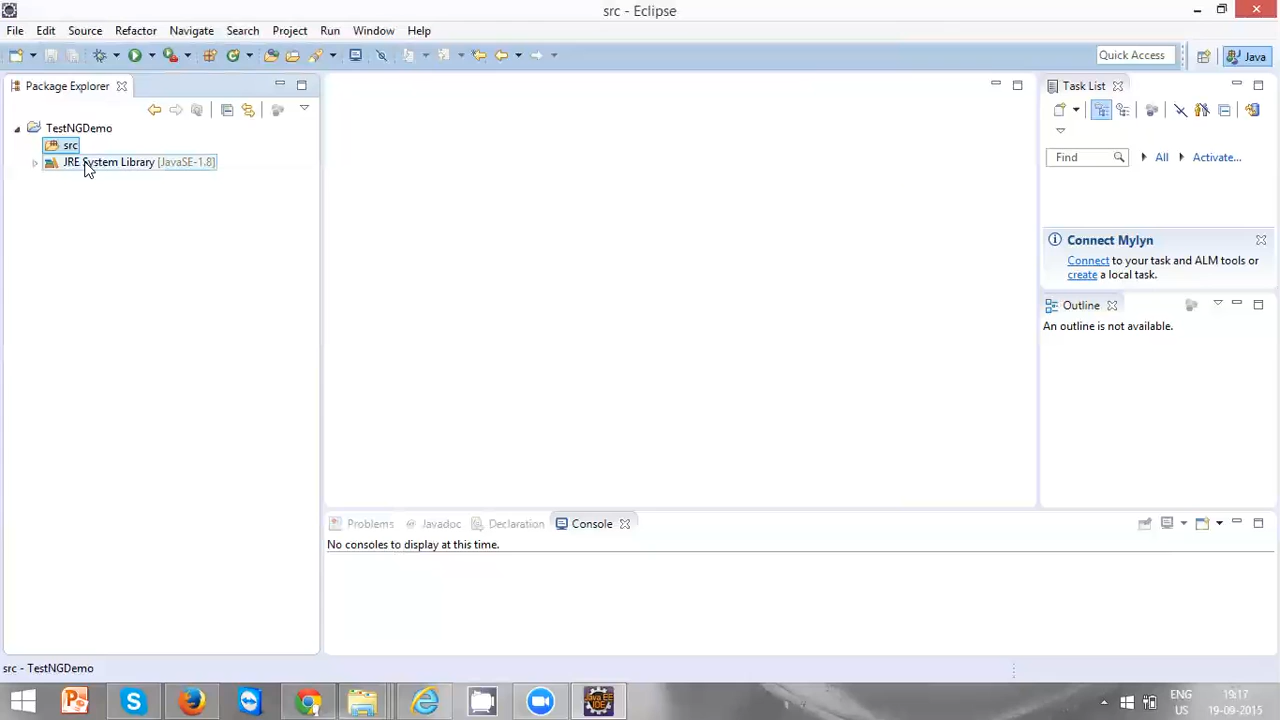 src - Eclipse
File Edit Source Refactor Navigate Search Project Run Window Help
Quick Access
Java
Package Explorer
Task List
TestNGDemo
src
JRE System Library [JavaSE-1.8]
Find
All
Activate...
Connect Mylyn
Connect to your task and ALM tools or
create a local task.
Outline
An outline is not available.
Problems
@ Javadoc
Declaration
Console
No consoles to display at this time.
src - TestNGDemo
Java EE
IDE
ENG
US
19:17
19-09-2015